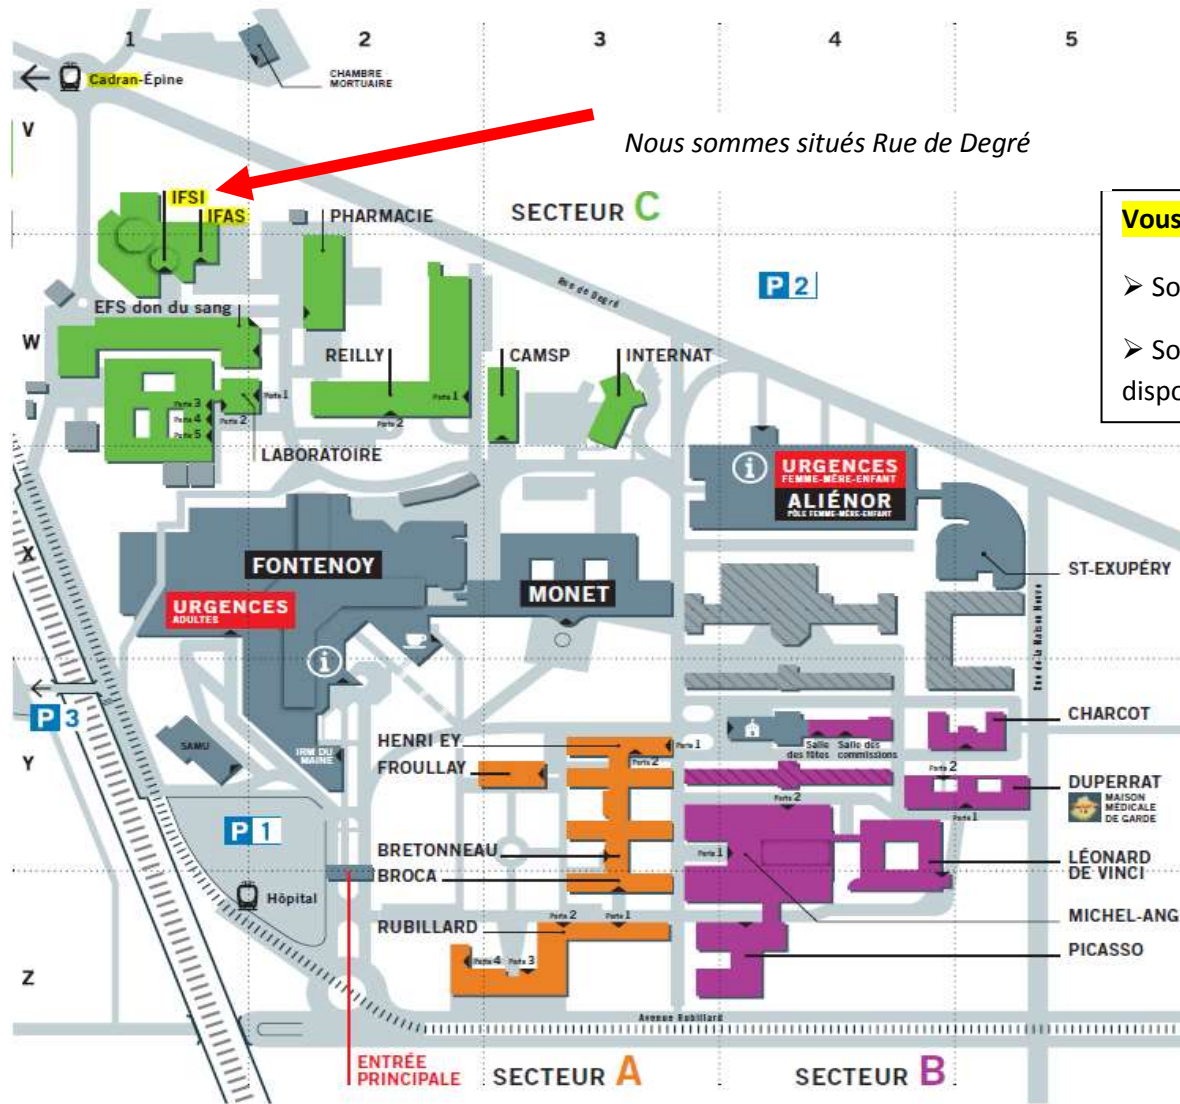 1
2
3
4
5
Cadran-Épine
CHAMBRE
MORTUAIRE
V
Nous sommes situés Rue de Degré
IFSI
IFAS
PHARMACIE
SECTEUR C
Vous
➢ So
➢ So
dispo
Rue de Degré
P 2
EFS don du sang
W
REILLY
CAMSP
INTERNAT
Porte 1
Porte 3
Porte 1
Porte 4
Porte 2
Porte 2
Porte 5
LABORATOIRE
i
URGENCES
FEMME-MÈRE-ENFANT
ALIÉNOR
PÔLE FEMME-MÈRE-ENFANT
X
FONTENOY
ST-EXUPÉRY
MONET
URGENCES
ADULTES
Rue de la Maison Neuve
i
P 3
CHARCOT
SAMU
IRM DU
MAINE
HENRI EY
Porte 1
Salle
des fêtes
Salle des
commissions
Y
FROULLAY
Porte 2
Porte 2
DUPERRAT
MAISON
MÉDICALE
DE GARDE
Porte 2
Porte 1
P 1
BRETONNEAU
Porte 1
LÉONARD
DE VINCI
BROCA
Hôpital
MICHEL-ANG
RUBILLARD
Porte 2
Porte 1
PICASSO
Porte 4
Porte 3
Z
Avenue Rubillard
ENTRÉE
PRINCIPALE
SECTEUR A
SECTEUR B